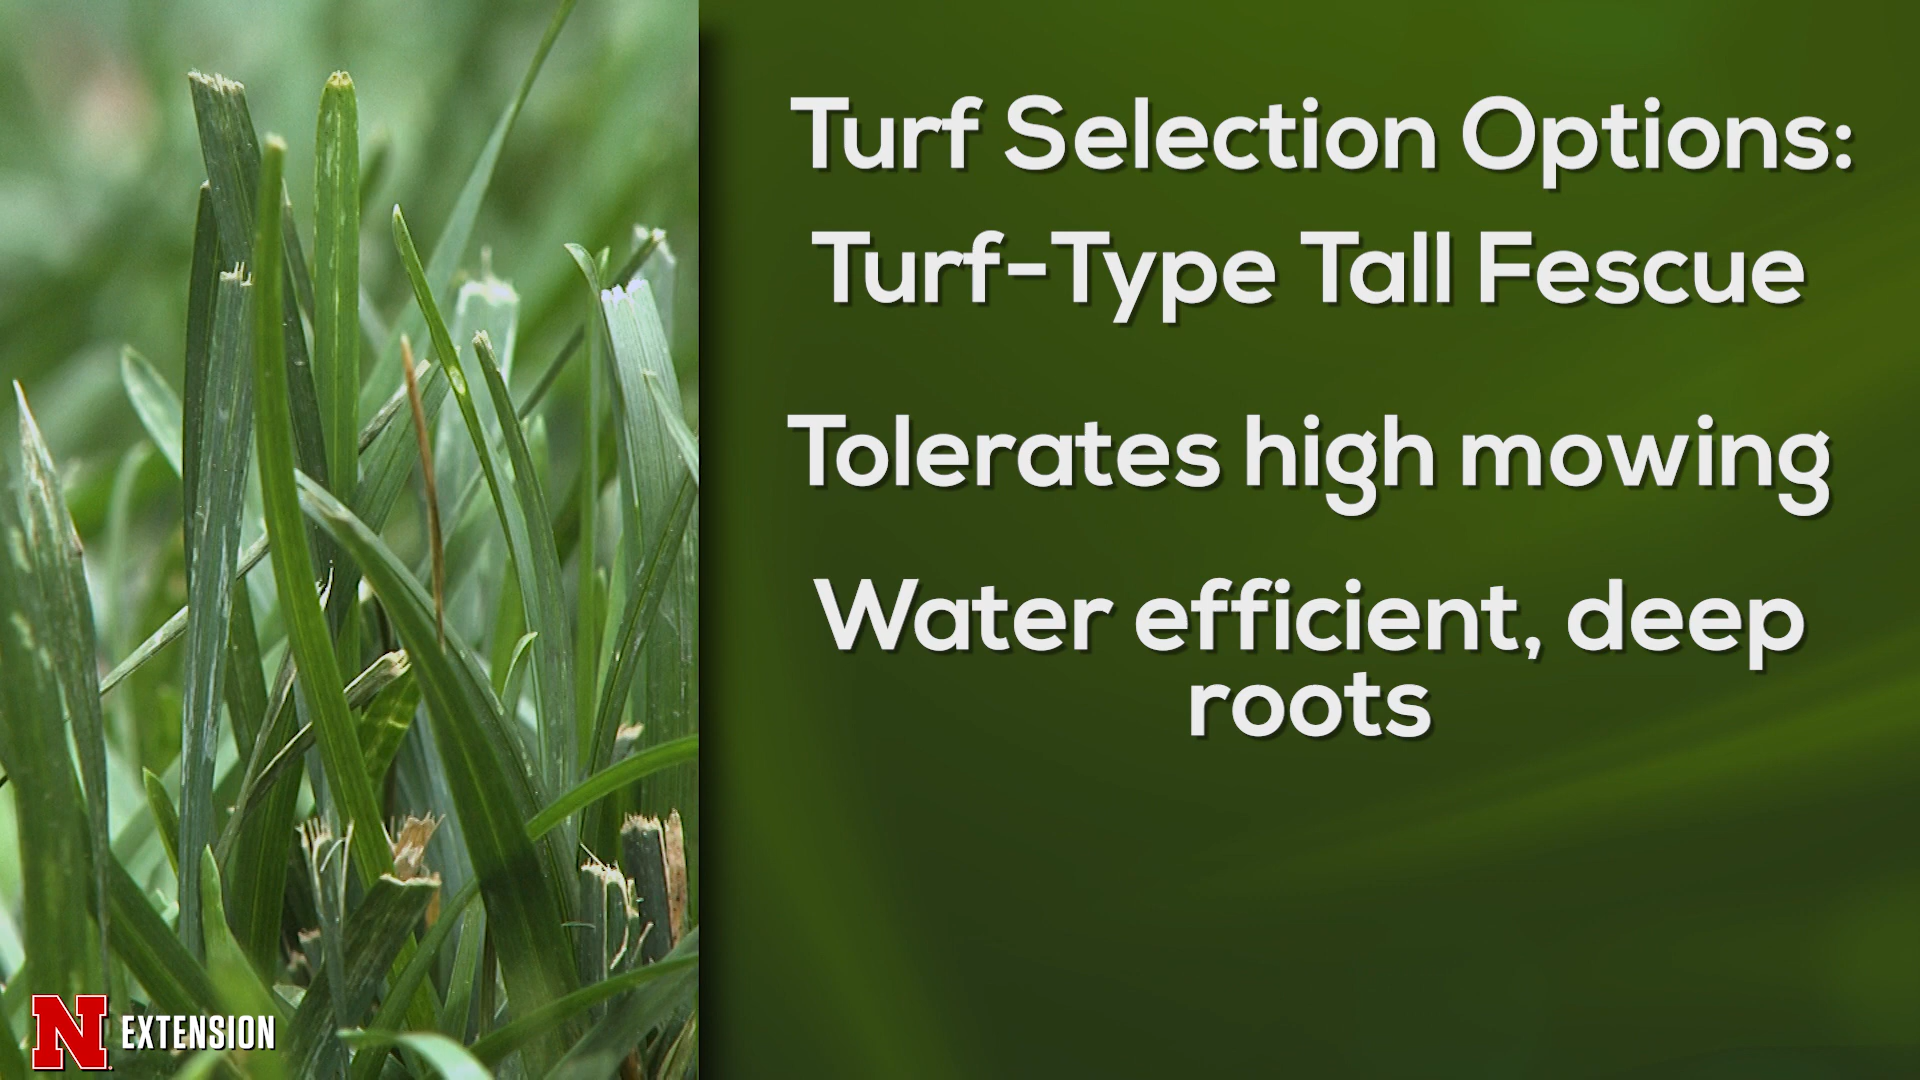 Turf Selection Options:
Turf-Type Tall Fescue
Tolerates high mowing
Water efficient, deep
roots
N EXTENSION